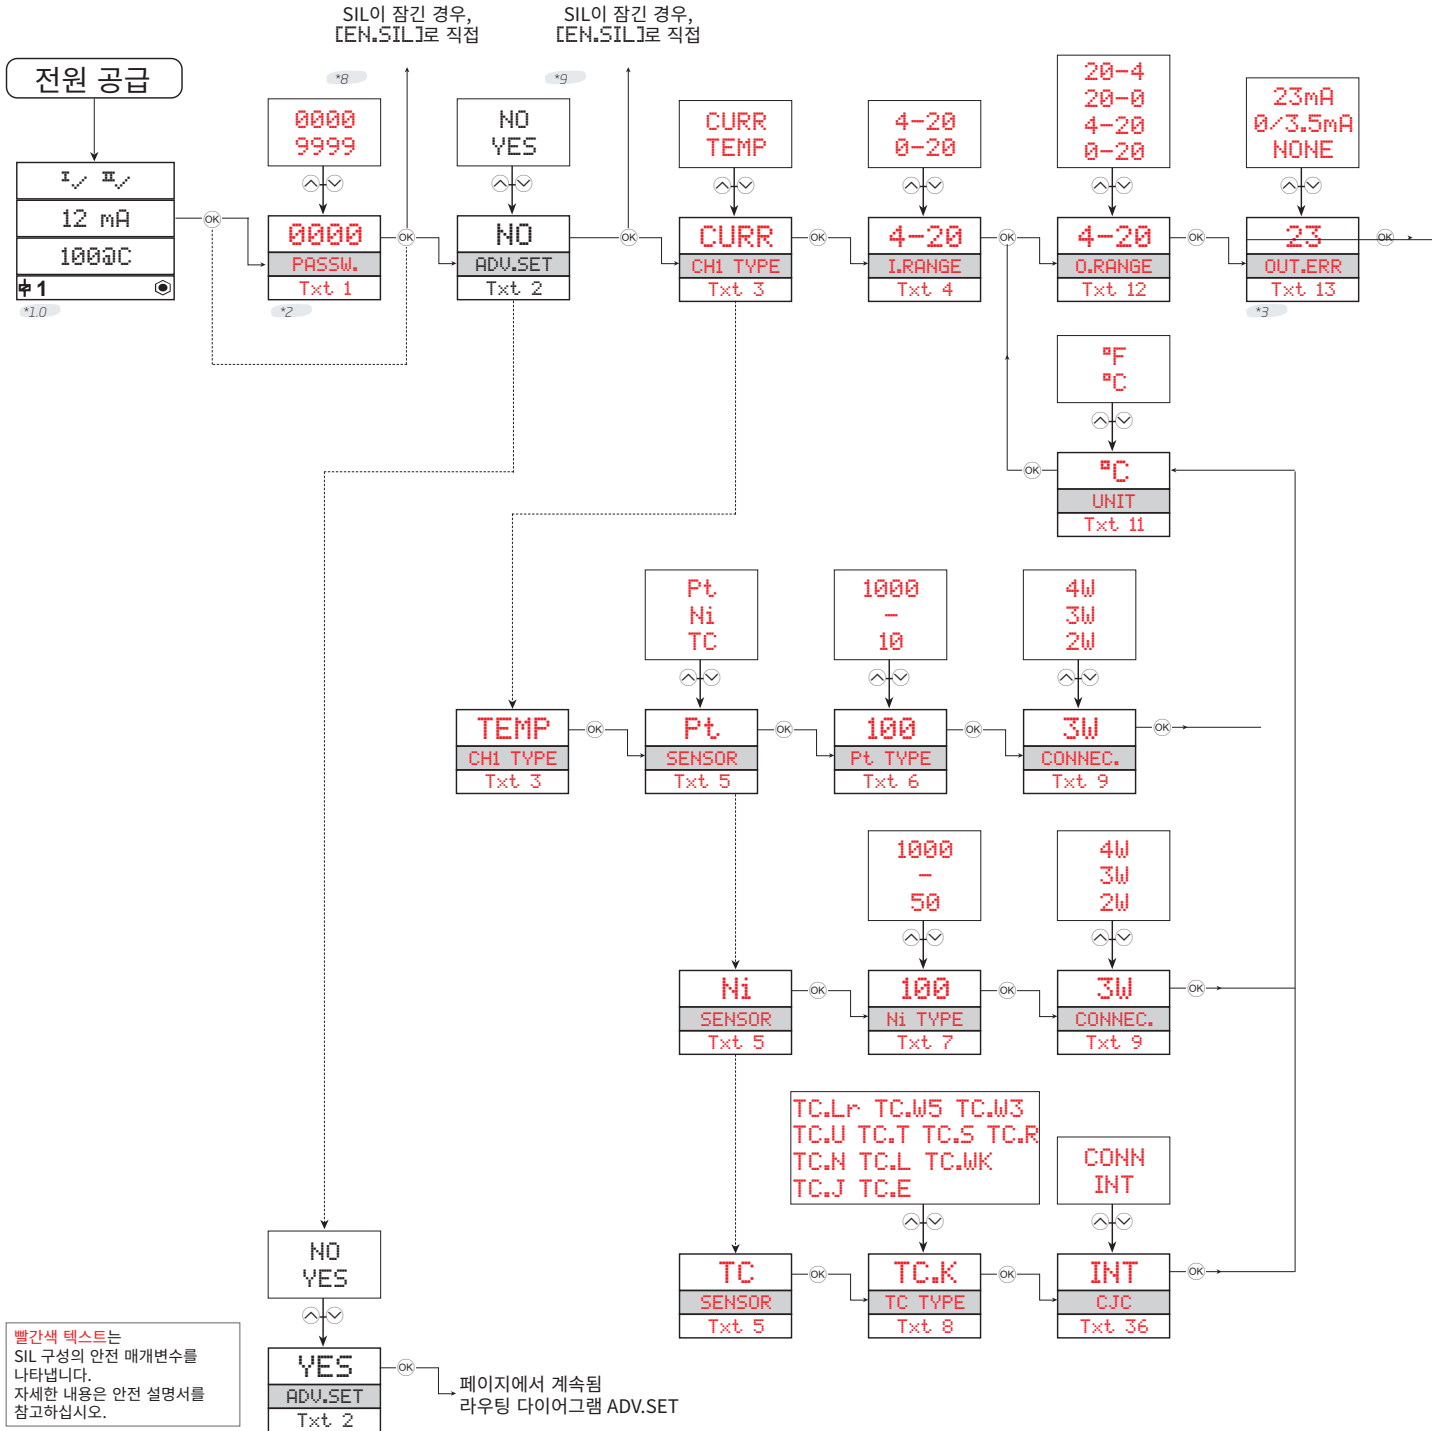 SIL이 잠긴 경우,
[EN.SIL]로 직접
SIL이 잠긴 경우,
[EN.SIL]로 직접
전원 공급
*8
*9
0000
9999
NO
YES
CURR
TEMP
4-20
0-20
20-4
20-0
4-20
0-20
23mA
0/3.5mA
NONE
I/ II/
12 mA
100@C
1
*1.0
OK
0000
PASSW.
Txt 1
*2
OK
NO
ADV.SET
Txt 2
OK
CURR
CH1 TYPE
Txt 3
OK
4-20
I.RANGE
Txt 4
OK
4-20
O.RANGE
Txt 12
OK
23
OUT.ERR
Txt 13
*3
OK
°F
°C
OK
°C
UNIT
Txt 11
Pt
Ni
TC
1000
-
10
4W
3W
2W
TEMP
CH1 TYPE
Txt 3
OK
Pt
SENSOR
Txt 5
OK
100
Pt TYPE
Txt 6
OK
3W
CONNEC.
Txt 9
OK
1000
-
50
4W
3W
2W
Ni
SENSOR
Txt 5
OK
100
Ni TYPE
Txt 7
OK
3W
CONNEC.
Txt 9
OK
TC.Lr TC.W5 TC.W3
TC.U TC.T TC.S TC.R
TC.N TC.L TC.WK
TC.J TC.E
CONN
INT
TC
SENSOR
Txt 5
OK
TC.K
TC TYPE
Txt 8
OK
INT
CJC
Txt 36
OK
NO
YES
YES
ADV.SET
Txt 2
OK
페이지에서 계속됨
라우팅 다이어그램 ADV.SET
빨간색 텍스트는
SIL 구성의 안전 매개변수를
나타냅니다.
자세한 내용은 안전 설명서를
참고하십시오.